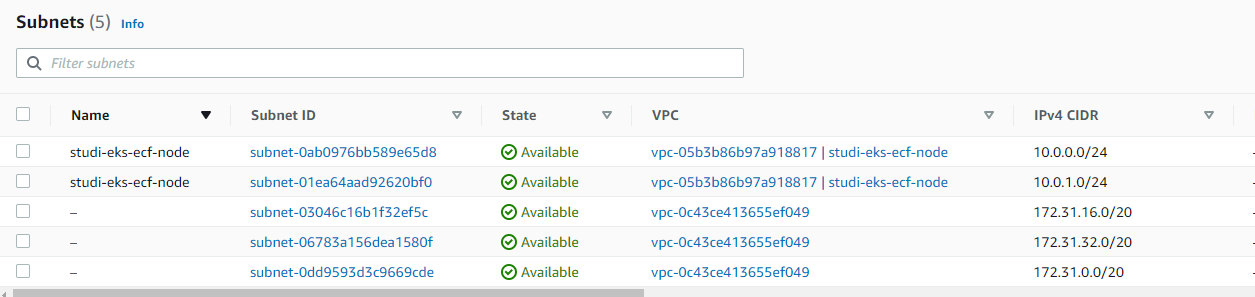 Subnets (5) Info
Filter subnets
Name Subnet ID State VPC IPv4 CIDR
studi-eks-ecf-node subnet-0ab0976bb589e65d8 Available vpc-05b3b86b97a918817 | studi-eks-ecf-node 10.0.0.0/24
studi-eks-ecf-node subnet-01ea64aad92620bf0 Available vpc-05b3b86b97a918817 | studi-eks-ecf-node 10.0.1.0/24
– subnet-03046c16b1f32ef5c Available vpc-0c43ce413655ef049 172.31.16.0/20
– subnet-06783a156dea1580f Available vpc-0c43ce413655ef049 172.31.32.0/20
– subnet-0dd9593d3c9669cde Available vpc-0c43ce413655ef049 172.31.0.0/20